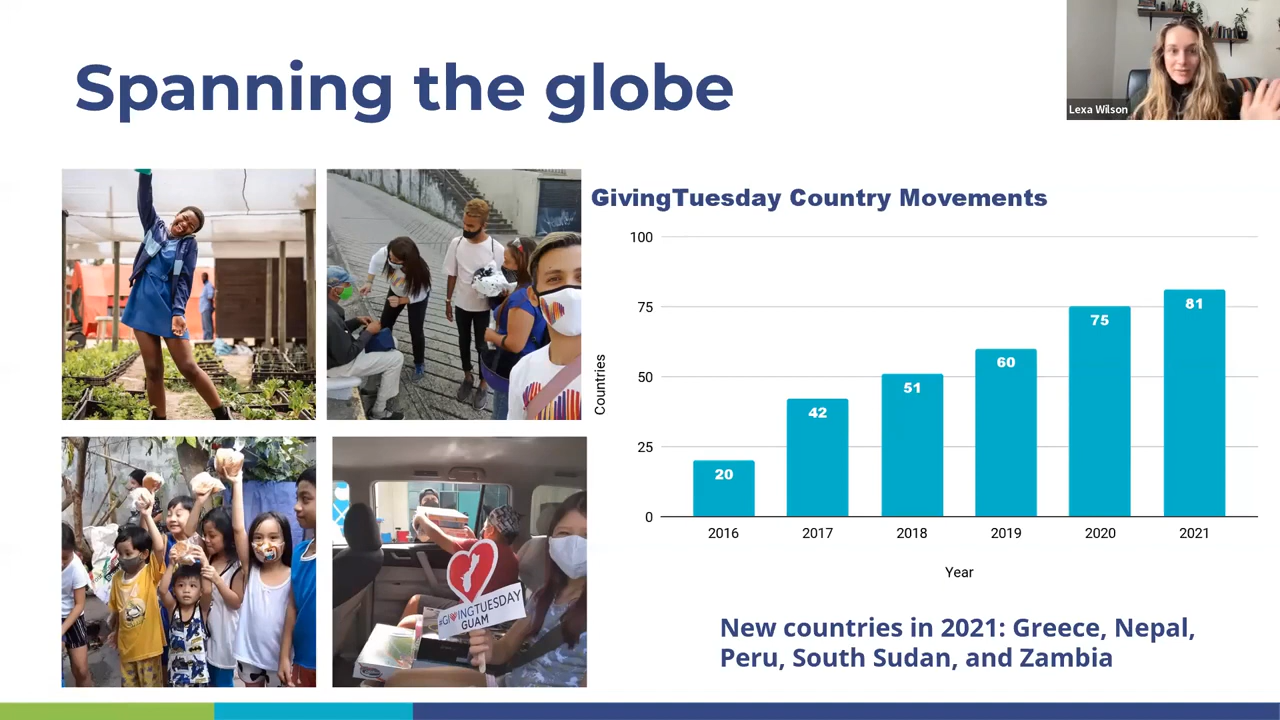 Spanning the globe
Lexa Wilson
GivingTuesday Country Movements
100
75
50
25
0
Countries
20
42
51
60
75
81
2016
2017
2018
2019
2020
2021
Year
#GIVINGTUESDAY
GUAM
New countries in 2021: Greece, Nepal,
Peru, South Sudan, and Zambia